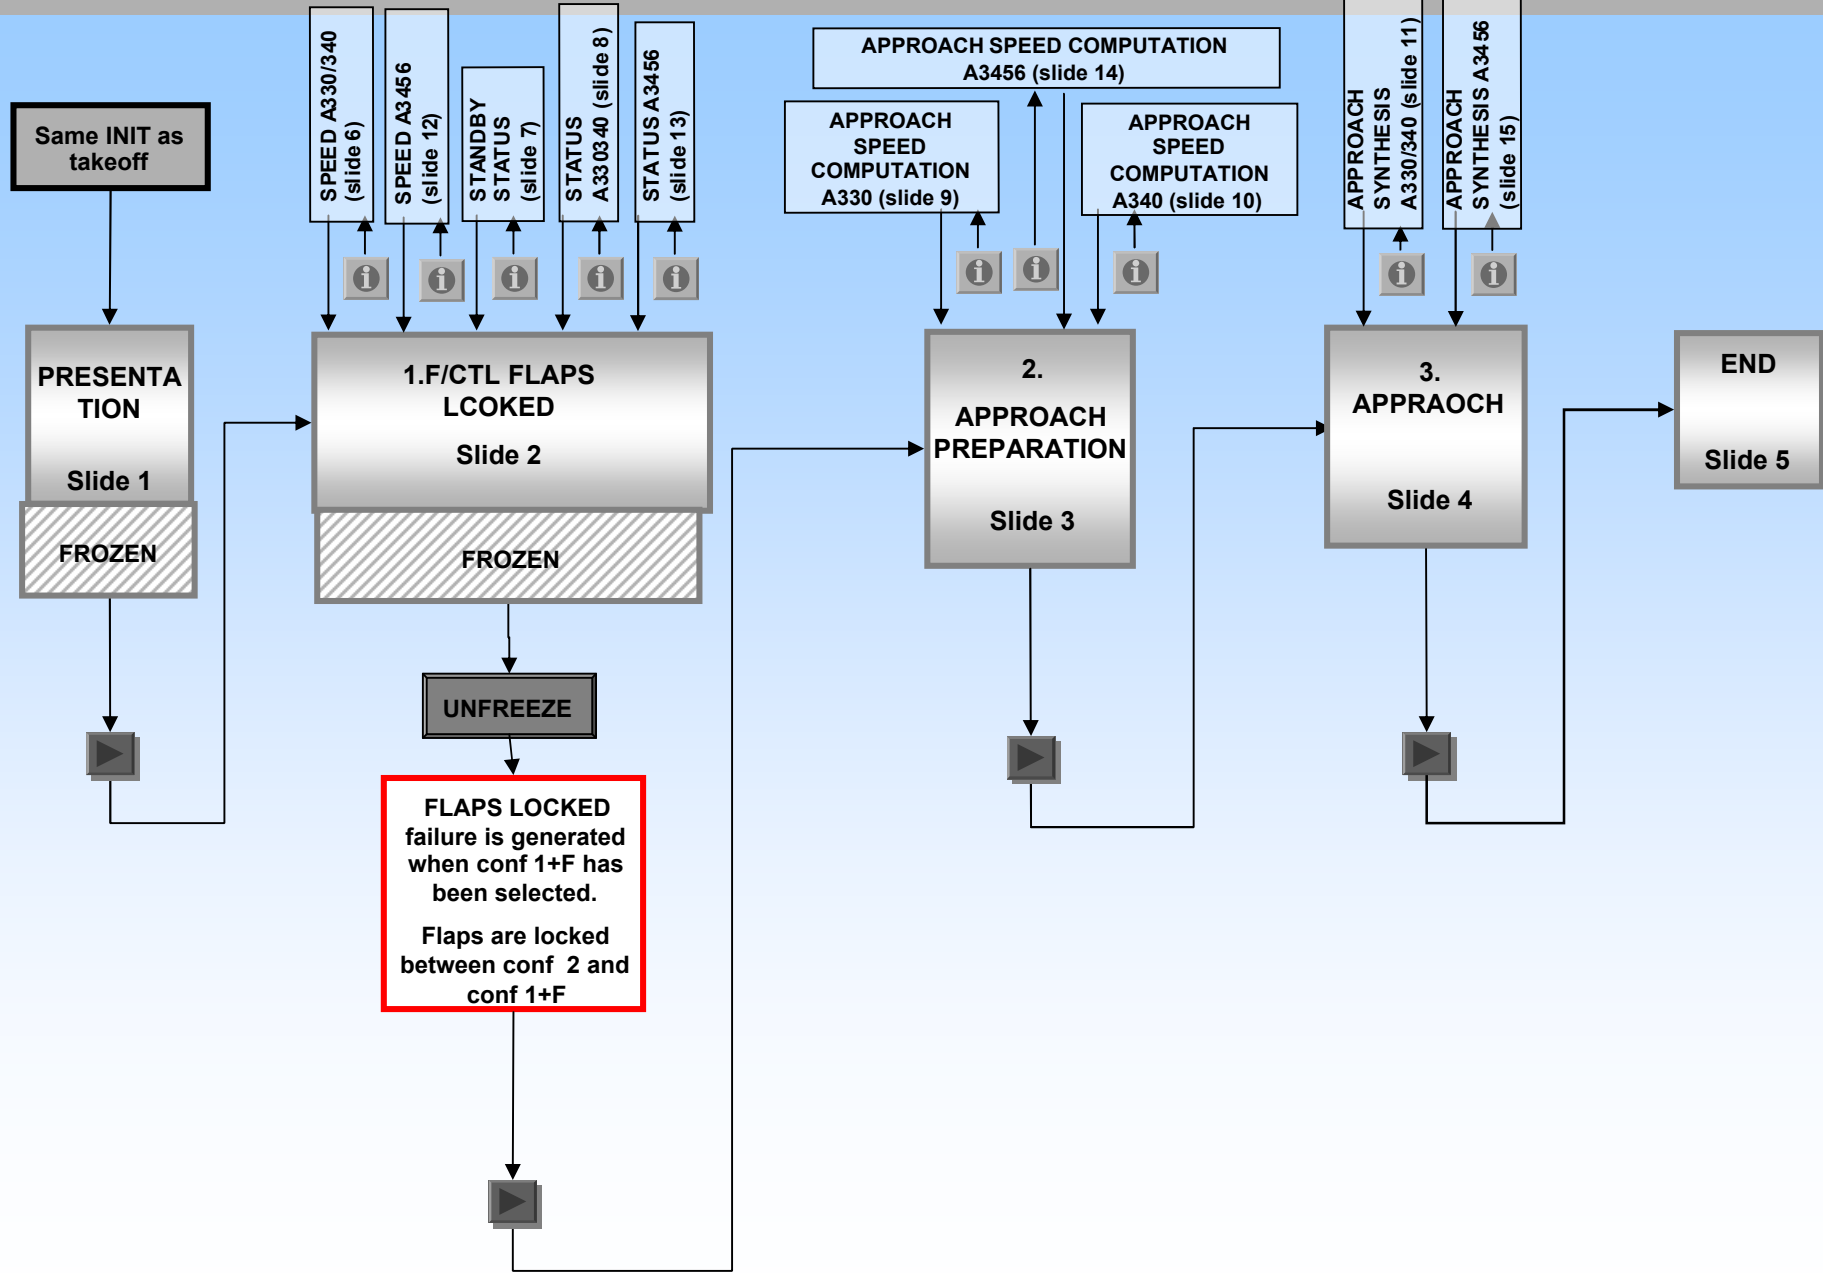 Same INIT as
takeoff
SPEED A330/340
(slide 6)
SPEED A3456
(slide 12)
STANDBY
STATUS
(slide 7)
STATUS
A330340 (slide 8)
STATUS A3456
(slide 13)
APPROACH SPEED COMPUTATION
A3456 (slide 14)
APPROACH
SPEED
COMPUTATION
A330 (slide 9)
APPROACH
SPEED
COMPUTATION
A340 (slide 10)
APPROACH
SYNTHESIS
A330/340 (slide 11)
APPROACH
SYNTHESIS A3456
(slide 15)
PRESENTA
TION
Slide 1
FROZEN
1.F/CTL FLAPS
LCOKED
Slide 2
FROZEN
UNFREEZE
FLAPS LOCKED
failure is generated
when conf 1+F has
been selected.
Flaps are locked
between conf 2 and
conf 1+F
2.
APPROACH
PREPARATION
Slide 3
3.
APPRAOCH
Slide 4
END
Slide 5